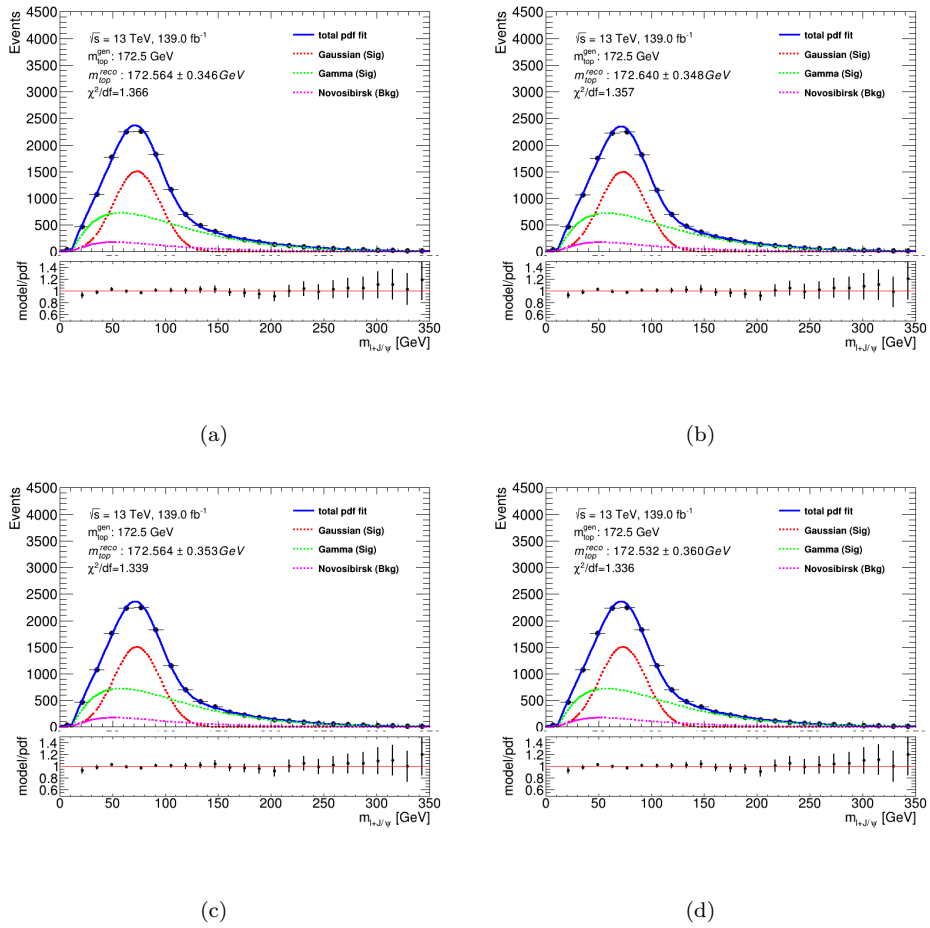 Events
4500
4000
3500
3000
2500
2000
1500
1000
500
0
√s = 13 TeV, 139.0 fb⁻¹
m_top^gen: 172.5 GeV
m_top^reco : 172.564 ± 0.346GeV
χ²/df=1.366
total pdf fit
Gaussian (Sig)
Gamma (Sig)
Novosibirsk (Bkg)
model/pdf
1.4
1.2
1
0.8
0.6
0 50 100 150 200 250 300 350
m_l+J/ψ [GeV]
(a)
Events
4500
4000
3500
3000
2500
2000
1500
1000
500
0
√s = 13 TeV, 139.0 fb⁻¹
m_top^gen: 172.5 GeV
m_top^reco : 172.640 ± 0.348GeV
χ²/df=1.357
total pdf fit
Gaussian (Sig)
Gamma (Sig)
Novosibirsk (Bkg)
model/pdf
1.4
1.2
1
0.8
0.6
0 50 100 150 200 250 300 350
m_l+J/ψ [GeV]
(b)
Events
4500
4000
3500
3000
2500
2000
1500
1000
500
0
√s = 13 TeV, 139.0 fb⁻¹
m_top^gen: 172.5 GeV
m_top^reco : 172.564 ± 0.353GeV
χ²/df=1.339
total pdf fit
Gaussian (Sig)
Gamma (Sig)
Novosibirsk (Bkg)
model/pdf
1.4
1.2
1
0.8
0.6
0 50 100 150 200 250 300 350
m_l+J/ψ [GeV]
(c)
Events
4500
4000
3500
3000
2500
2000
1500
1000
500
0
√s = 13 TeV, 139.0 fb⁻¹
m_top^gen: 172.5 GeV
m_top^reco : 172.532 ± 0.360GeV
χ²/df=1.336
total pdf fit
Gaussian (Sig)
Gamma (Sig)
Novosibirsk (Bkg)
model/pdf
1.4
1.2
1
0.8
0.6
0 50 100 150 200 250 300 350
m_l+J/ψ [GeV]
(d)